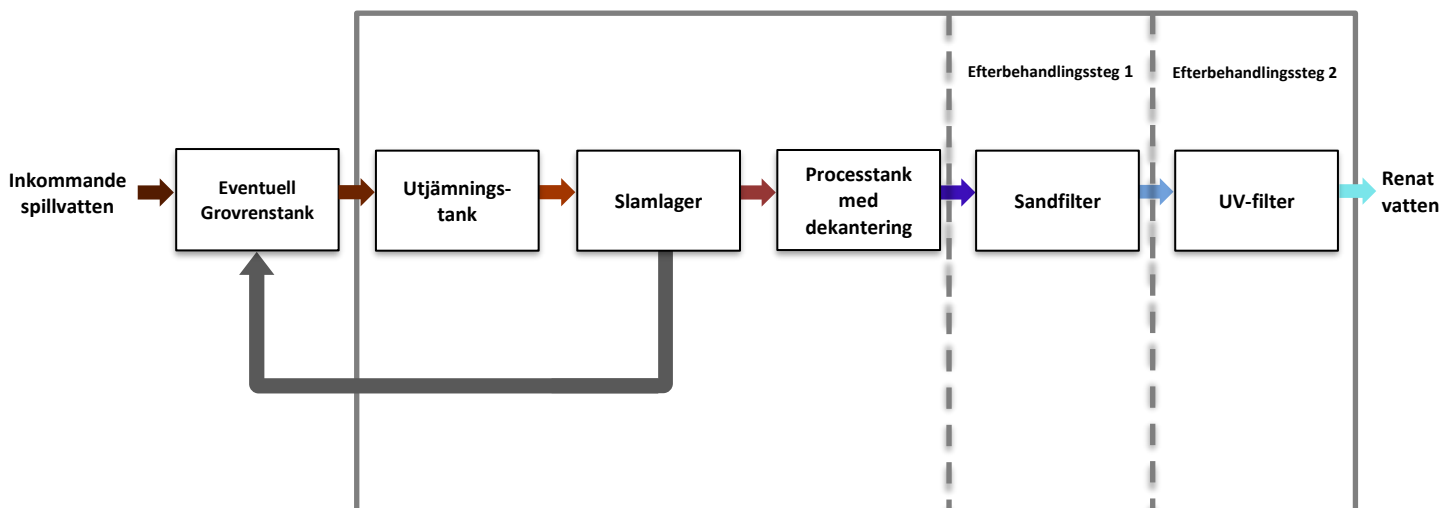 Efterbehandlingssteg 1
Efterbehandlingssteg 2
Inkommande
spillvatten
Eventuell
Grovrenstank
Utjämnings-
tank
Slamlager
Processtank
med
dekantering
Sandfilter
UV-filter
Renat
vatten